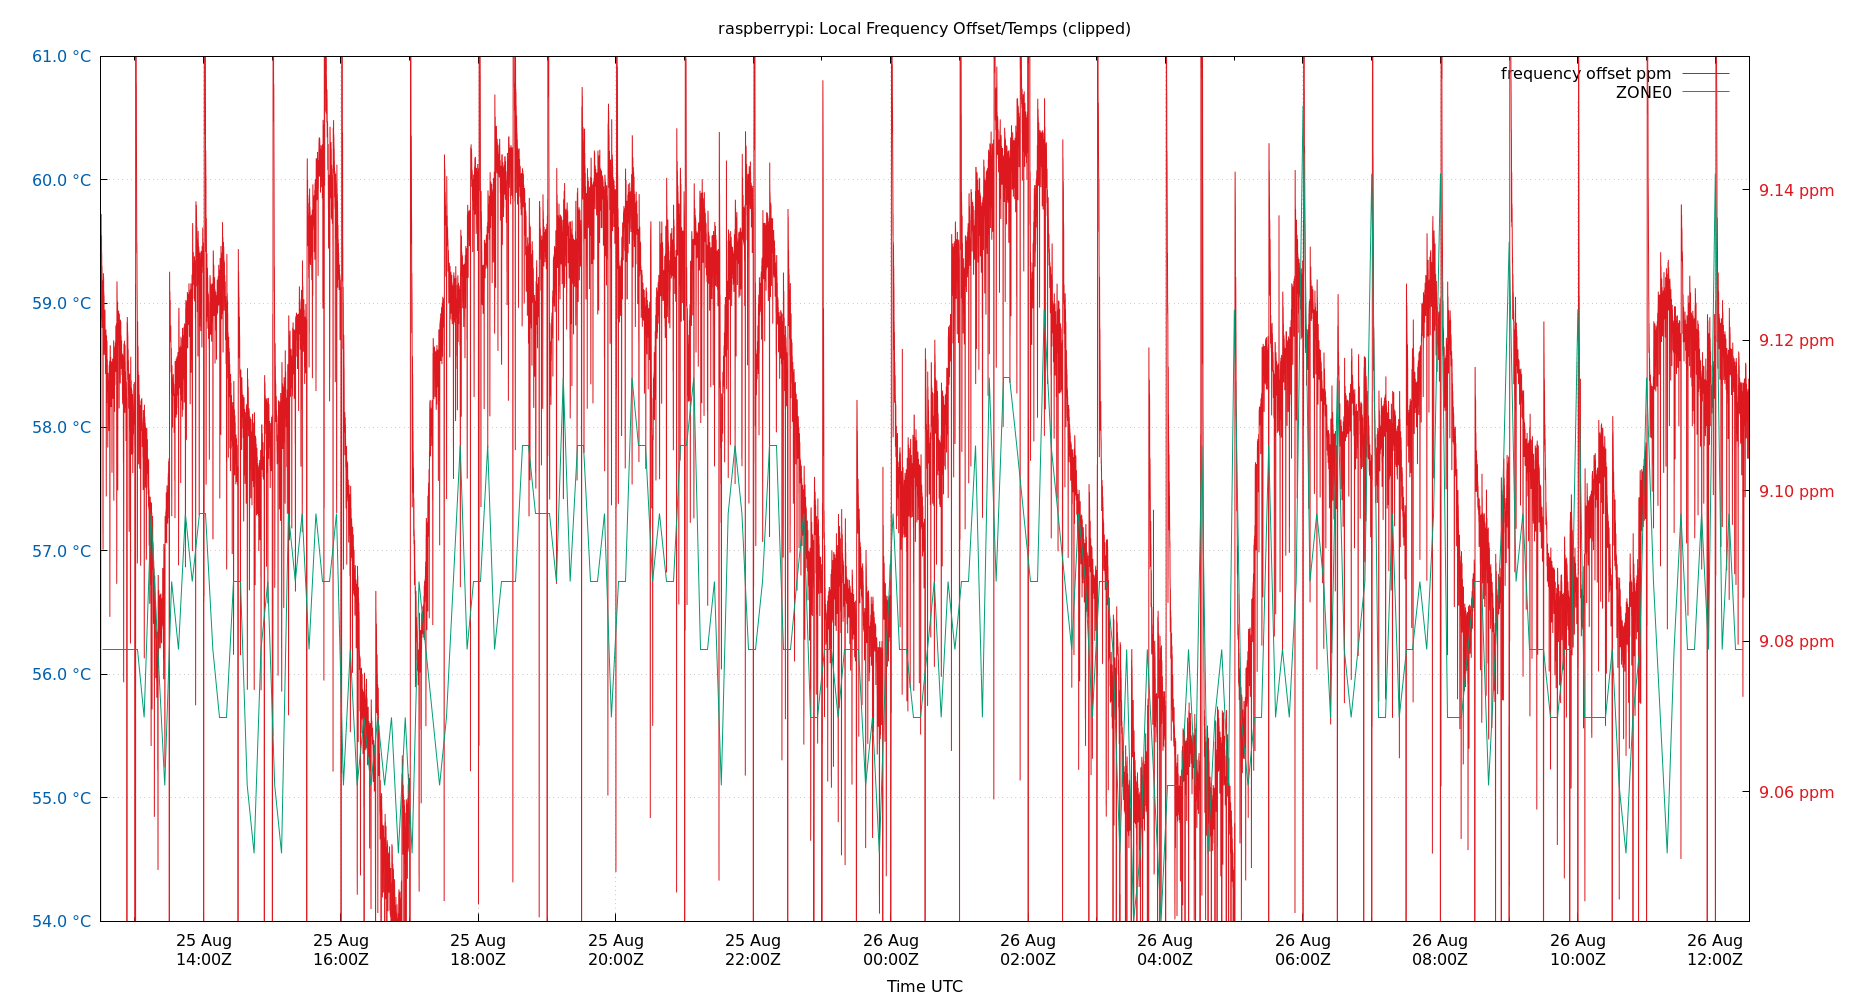 raspberrypi: Local Frequency Offset/Temps (clipped)
61.0 °C
60.0 °C
59.0 °C
58.0 °C
57.0 °C
56.0 °C
55.0 °C
54.0 °C
frequency offset ppm
ZONE0
9.14 ppm
9.12 ppm
9.10 ppm
9.08 ppm
9.06 ppm
25 Aug 25 Aug 25 Aug 25 Aug 25 Aug 26 Aug 26 Aug 26 Aug 26 Aug 26 Aug 26 Aug 26 Aug
14:00Z 16:00Z 18:00Z 20:00Z 22:00Z 00:00Z 02:00Z 04:00Z 06:00Z 08:00Z 10:00Z 12:00Z
Time UTC